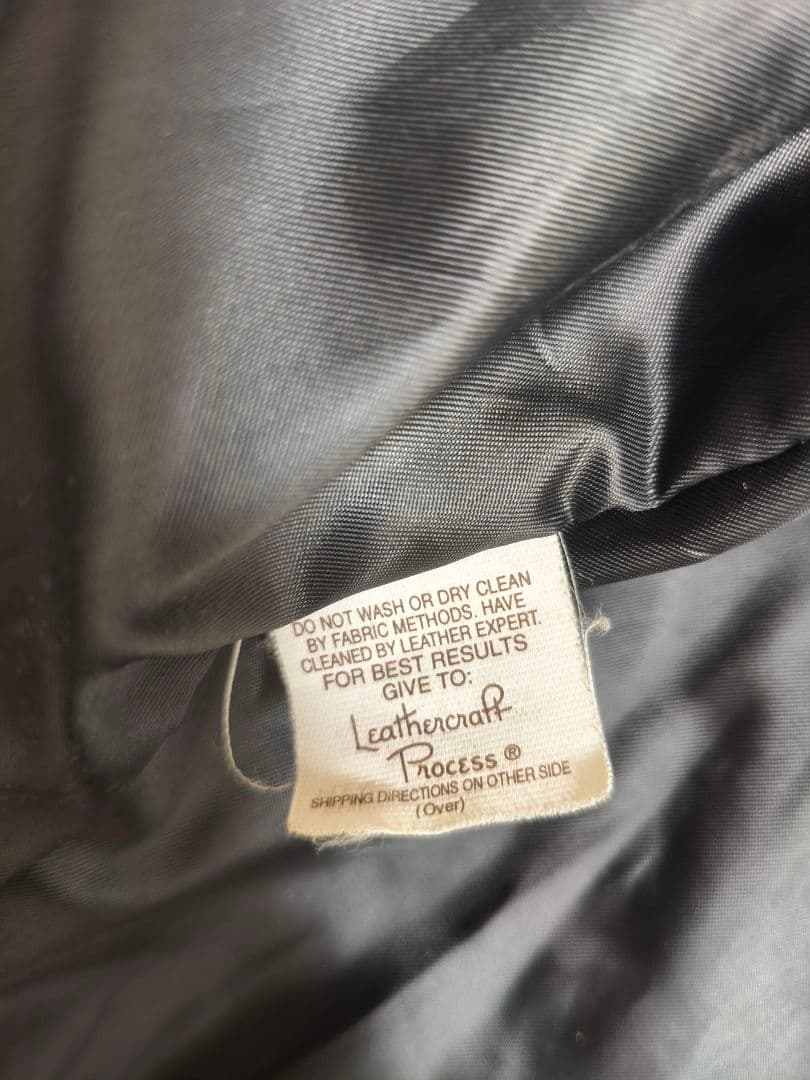 DO NOT WASH OR DRY CLEAN
BY FABRIC METHODS. HAVE
CLEANED BY LEATHER EXPERT.
FOR BEST RESULTS
GIVE TO:
Leathercraft
Process ®
SHIPPING DIRECTIONS ON OTHER SIDE
(Over)